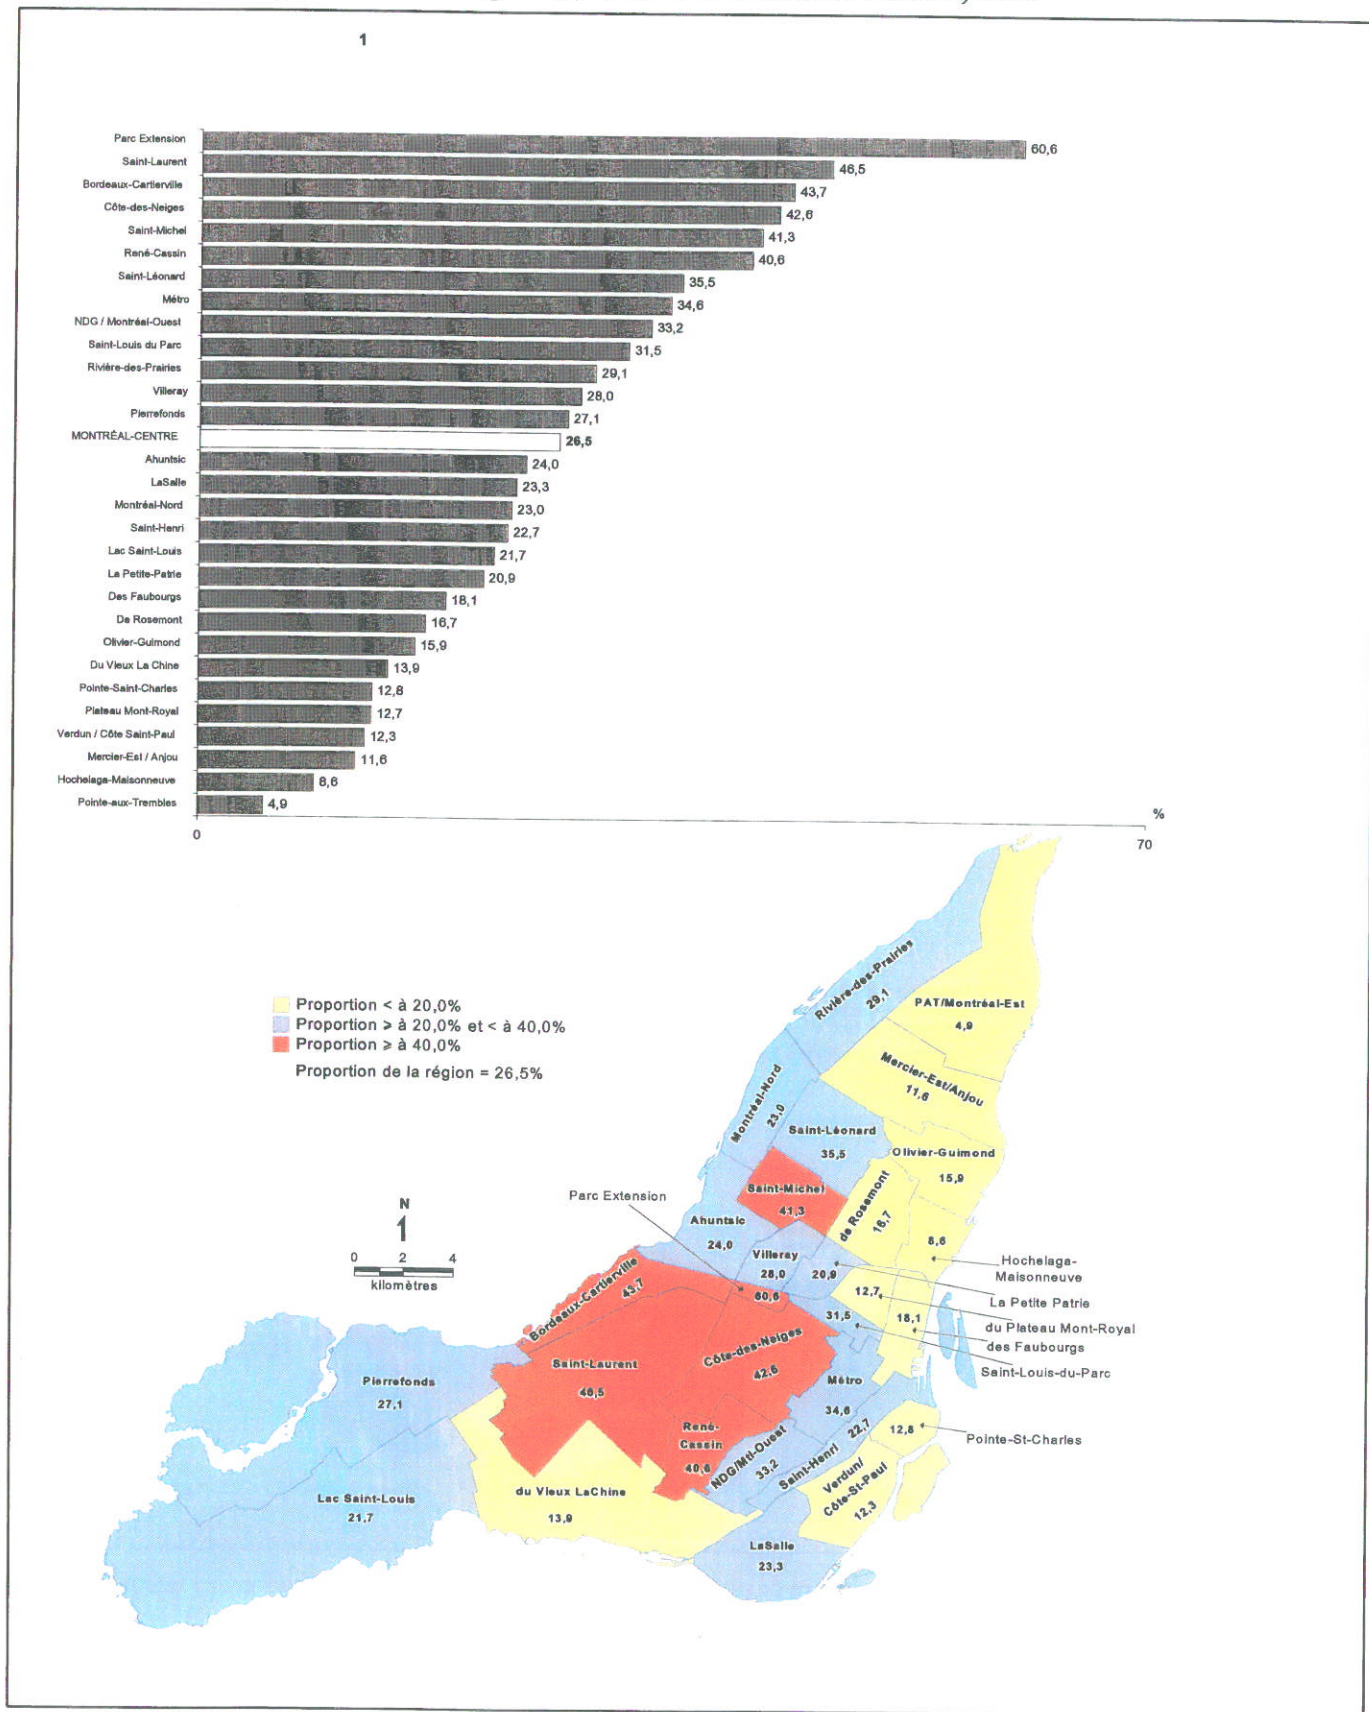 1
Parc Extension 60,6
Saint-Laurent 46,5
Bordeaux-Cartierville 43,7
Côte-des-Neiges 42,6
Saint-Michel 41,3
René-Cassin 40,6
Saint-Léonard 35,5
Métro 34,6
NDG / Montréal-Ouest 33,2
Saint-Louis du Parc 31,5
Rivière-des-Prairies 29,1
Villeray 28,0
Pierrefonds 27,1
MONTRÉAL-CENTRE 26,5
Ahuntsic 24,0
LaSalle 23,3
Montréal-Nord 23,0
Saint-Henri 22,7
Lac Saint-Louis 21,7
La Petite-Patrie 20,9
Des Faubourgs 18,1
De Rosemont 16,7
Olivier-Guimond 15,9
Du Vieux La Chine 13,9
Pointe-Saint-Charles 12,8
Plateau Mont-Royal 12,7
Verdun / Côte Saint-Paul 12,3
Mercier-Est / Anjou 11,6
Hochelaga-Maisonneuve 8,6
Pointe-aux-Trembles 4,9
%
0 70
Proportion < à 20,0%
Proportion ≥ à 20,0% et < à 40,0%
Proportion ≥ à 40,0%
Proportion de la région = 26,5%
N
0 2 4
kilomètres
Rivière-des-Prairies
29,1
PAT/Montréal-Est
4,9
Mercier-Est/Anjou
11,6
Montréal-Nord
23,0
Saint-Léonard
35,5
Olivier-Guimond
15,9
Saint-Michel
41,3
de Rosemont
16,7
Parc Extension
Ahuntsic
24,0
Villeray
28,0
20,9
8,6
Hochelaga-
Maisonneuve
Bordeaux-Cartierville
43,7
60,6
12,7
La Petite Patrie
31,5
18,1
du Plateau Mont-Royal
des Faubourgs
Saint-Louis-du-Parc
Côte-des-Neiges
42,6
Saint-Laurent
46,5
Métro
34,6
Pierrefonds
27,1
René-
Cassin
40,6
NDG/Mtl-Ouest
33,2
Saint-Henri 22,7
12,8
Pointe-St-Charles
Verdun/
Côte-St-Paul
12,3
Lac Saint-Louis
21,7
du Vieux LaChine
13,9
LaSalle
23,3